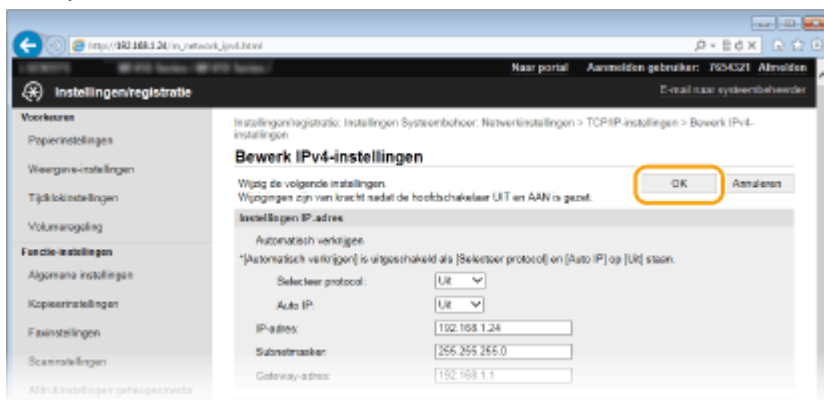 http://192.168.1.24/m_network_ipv4.html
Naar portal Aanmelden gebruiker: 7654321 Afmelden
Instellingen/registratie
E-mail naar systeembeheerder
Voorkeuren
Papierinstellingen
Weergave-instellingen
Tijdklokinstellingen
Volumeregeling
Functie-instellingen
Algemene instellingen
Kopieerinstellingen
Faxinstellingen
Scaninstellingen
Afdrukinstellingen geheugenmedia
Instellingen/registratie: Instellingen Systeembeheer: Netwerkinstellingen > TCP/IP-instellingen > Bewerk IPv4-
instellingen
Bewerk IPv4-instellingen
Wijzig de volgende instellingen.
Wijzigingen zijn van kracht nadat de hoofdschakelaar UIT en AAN is gezet.
OK Annuleren
Instellingen IP-adres
Automatisch verkrijgen
*[Automatisch verkrijgen] is uitgeschakeld als [Selecteer protocol] en [Auto IP] op [Uit] staan.
Selecteer protocol: Uit
Auto IP: Uit
IP-adres: 192.168.1.24
Subnetmasker: 255.255.255.0
Gateway-adres: 192.168.1.1